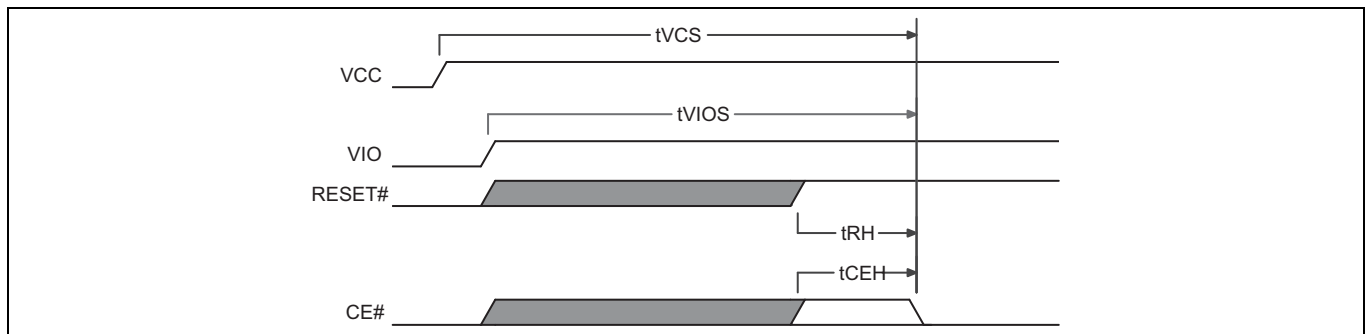 tVCS
VCC
tVIOS
VIO
RESET#
tRH
tCEH
CE#